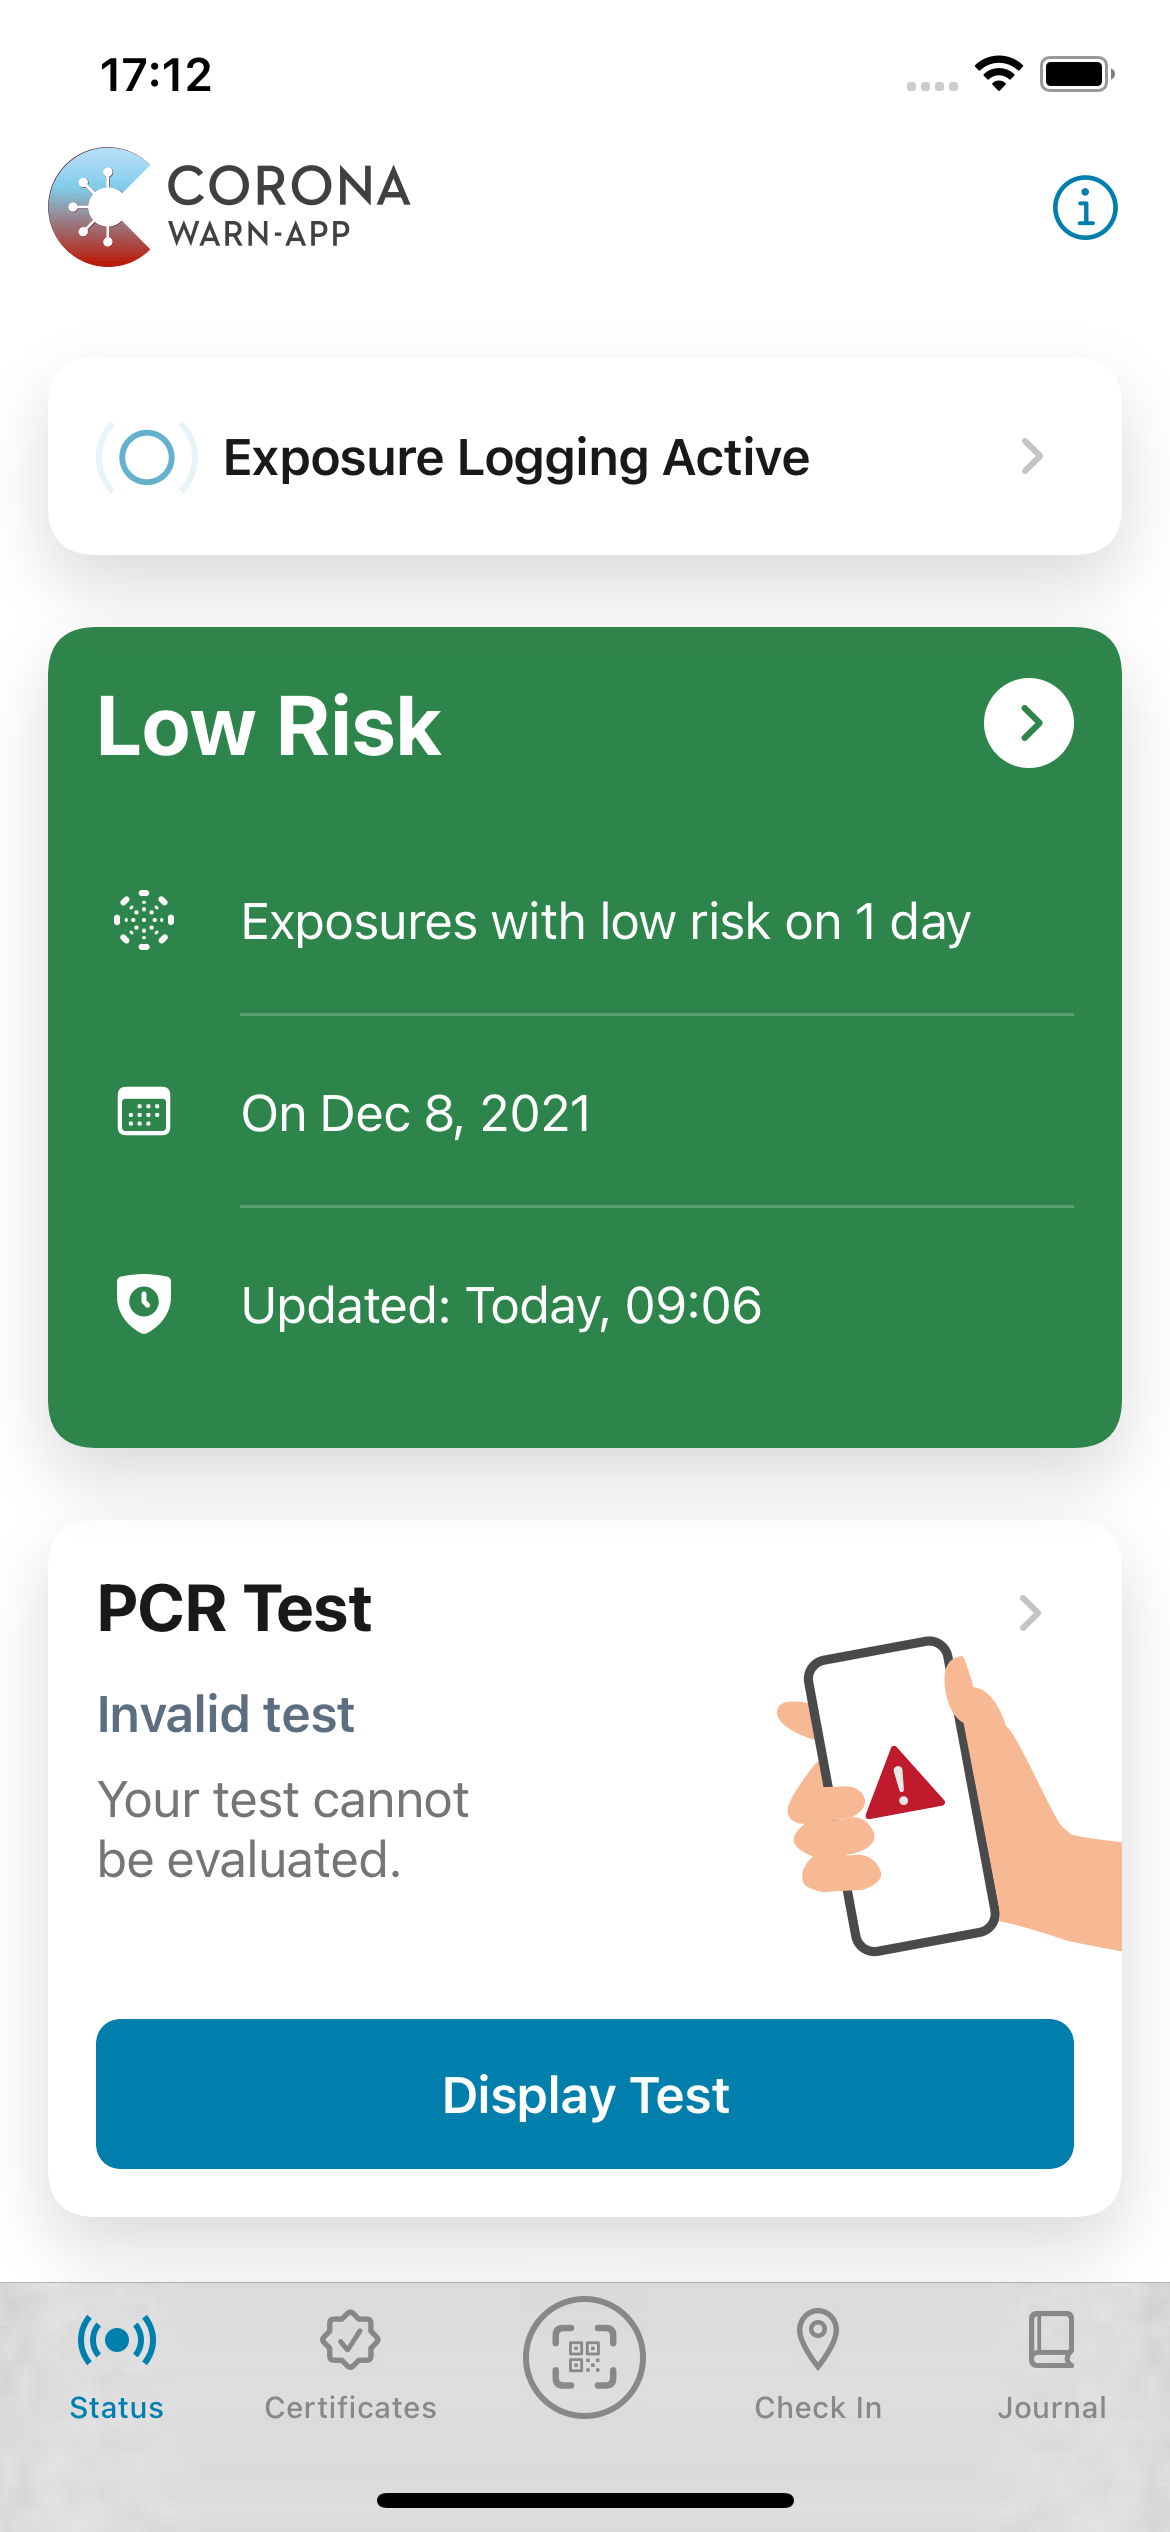 17:12
CORONA
WARN-APP
Exposure Logging Active
Low Risk
Exposures with low risk on 1 day
On Dec 8, 2021
Updated: Today, 09:06
PCR Test
Invalid test
Your test cannot
be evaluated.
Display Test
Status
Certificates
Check In
Journal